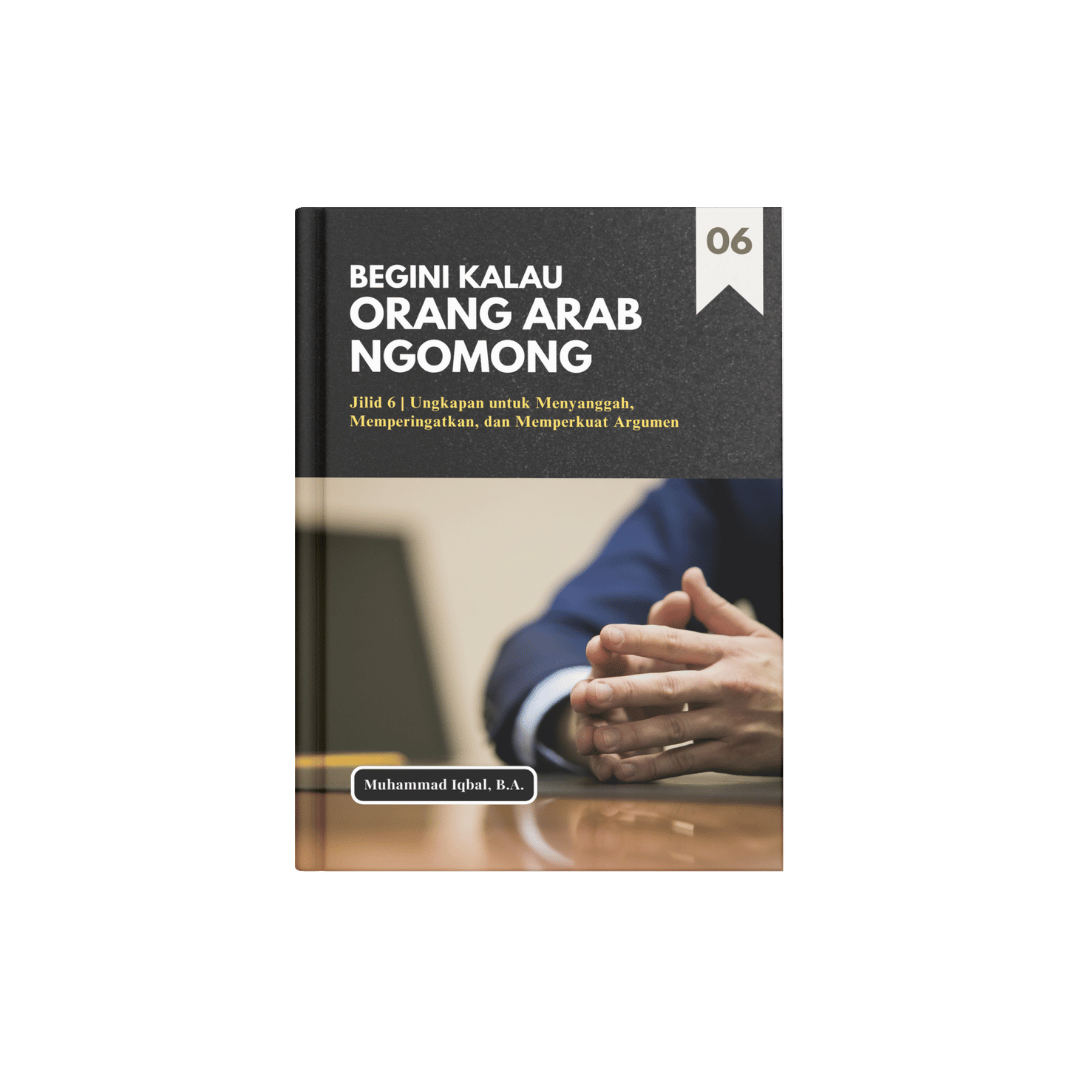 06
BEGINI KALAU
ORANG ARAB
NGOMONG
Jilid 6 | Ungkapan untuk Menyanggah,
Memperingatkan, dan Memperkuat Argumen
Muhammad Iqbal, B.A.